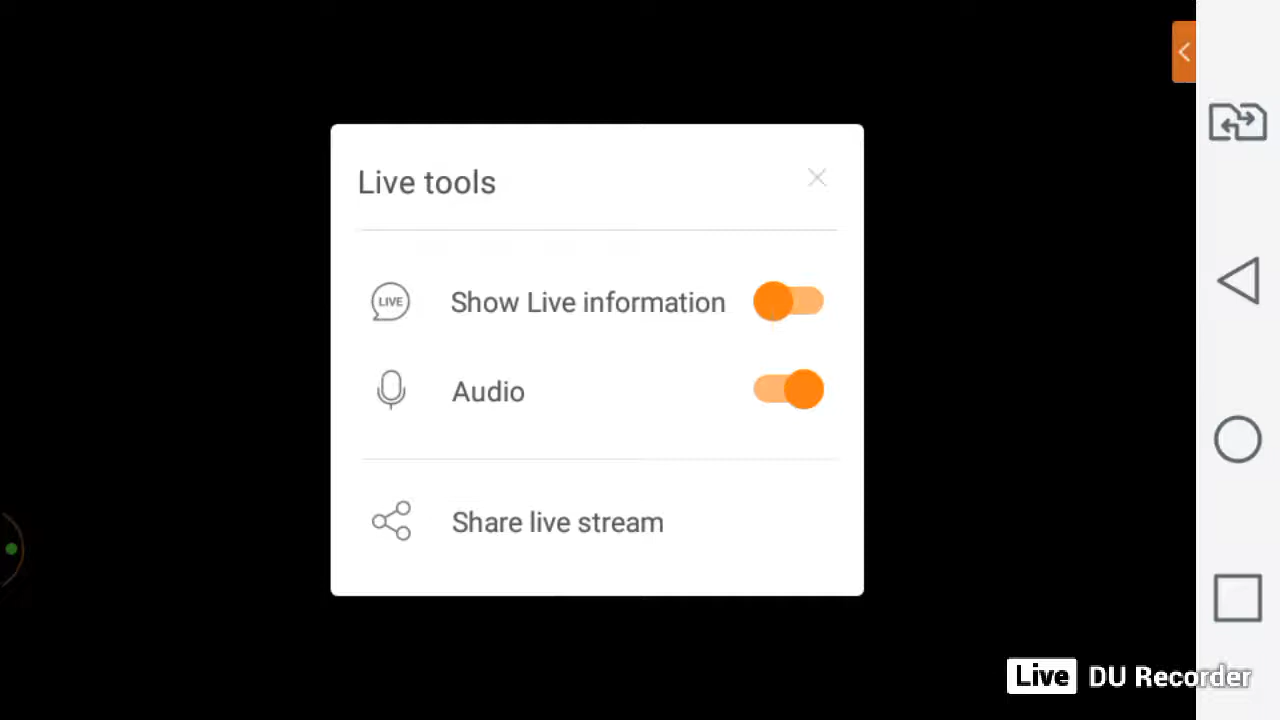 Live tools
LIVE
Show Live information
Audio
Share live stream
Live DU Recorder